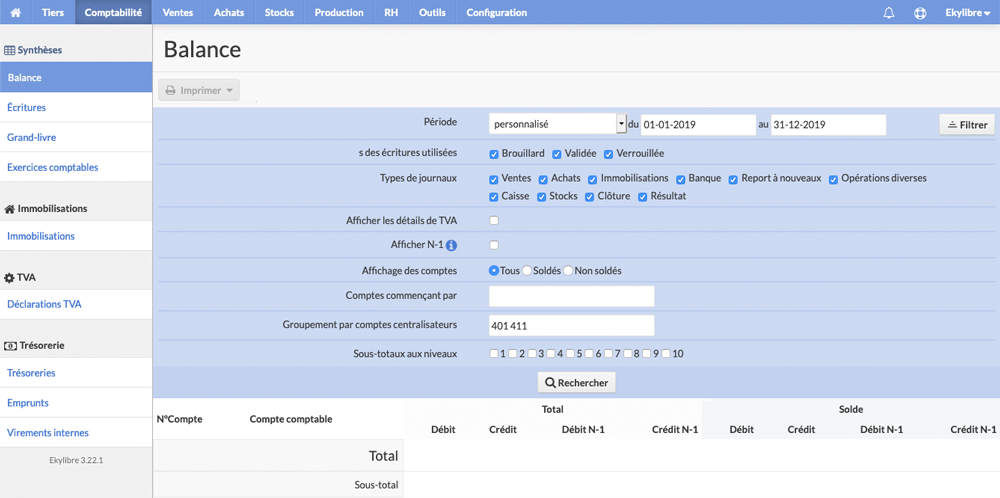 Tiers Comptabilité Ventes Achats Stocks Production RH Outils Configuration Ekylibre
Synthèses
Balance
Écritures
Grand-livre
Exercices comptables
Immobilisations
Immobilisations
TVA
Déclarations TVA
Trésorerie
Trésoreries
Emprunts
Virements internes
Ekylibre 3.22.1
Balance
Imprimer
Période personnalisé du 01-01-2019 au 31-12-2019 Filtrer
s des écritures utilisées Brouillard Validée Verrouillée
Types de journaux Ventes Achats Immobilisations Banque Report à nouveaux Opérations diverses
Caisse Stocks Clôture Résultat
Afficher les détails de TVA
Afficher N-1
Affichage des comptes Tous Soldés Non soldés
Comptes commençant par
Groupement par comptes centralisateurs 401 411
Sous-totaux aux niveaux 1 2 3 4 5 6 7 8 9 10
Rechercher
N°Compte Compte comptable Total Solde
Débit Crédit Débit N-1 Crédit N-1 Débit Crédit Débit N-1 Crédit N-1
Total
Sous-total